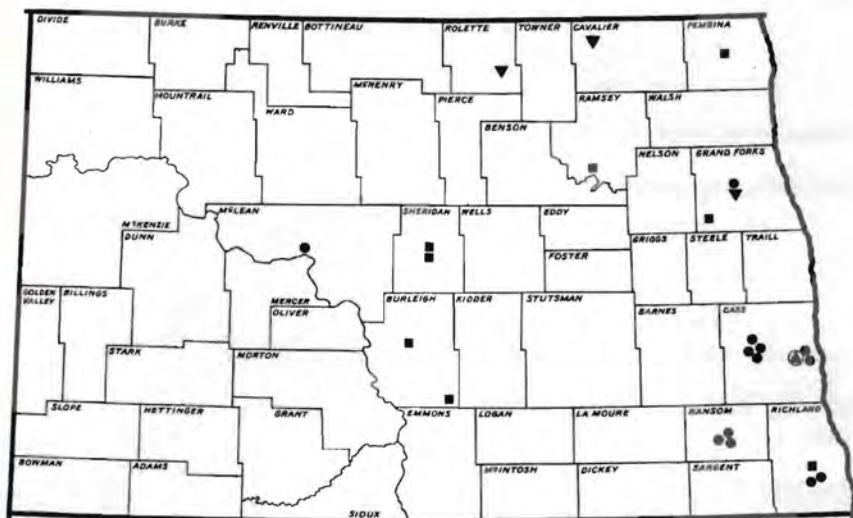 DIVIDE
BURKE
RENVILLE
BOTTINEAU
ROLETTE
TOWNER
CAVALIER
PEMBINA
WILLIAMS
MOUNTRAIL
WARD
McHENRY
PIERCE
BENSON
RAMSEY
WALSH
NELSON
GRAND FORKS
McKENZIE
DUNN
McLEAN
SHERIDAN
WELLS
EDDY
FOSTER
GRIGGS
STEELE
TRAILL
GOLDEN
VALLEY
BILLINGS
MERCER
OLIVER
BURLEIGH
KIDDER
STUTSMAN
BARNES
CASS
STARK
MORTON
SLOPE
HETTINGER
GRANT
EMMONS
LOGAN
LA MOURE
RANSOM
RICHLAND
BOWMAN
ADAMS
SIOUX
McINTOSH
DICKEY
SARGENT